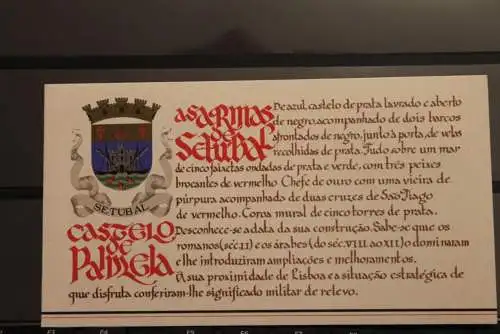 AS ARMAS
DE
SETUBAL
De azul, castelo de prata lavrado e aberto
de negro, acompanhado de dois barcos
afrontados de negro, junto à porta, de velas
recolhidas de prata. Tudo sobre um mar
de cinco faixetas ondadas de prata e verde, com três peixes
brocantes de vermelho. Chefe de ouro com uma vieira de
púrpura acompanhado de duas cruzes de São Tiago
de vermelho. Coroa mural de cinco torres de prata.
SETUBAL
CASTELO
DE
PALMELA
Desconhece-se a data da sua construção. Sabe-se que os
romanos (séc. II) e os árabes (do séc. VIII ao XII) o dominaram
e lhe introduziram ampliações e melhoramentos.
A sua proximidade de Lisboa e a situação estratégica de
que disfruta conferiram-lhe significado militar de relevo.